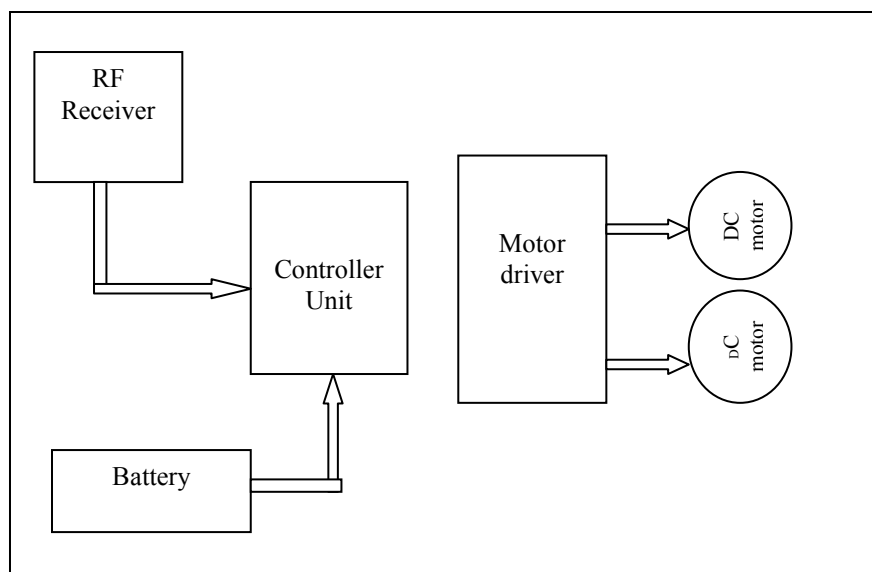 RF
Receiver
Controller
Unit
Battery
Motor
driver
DC
motor
DC
motor